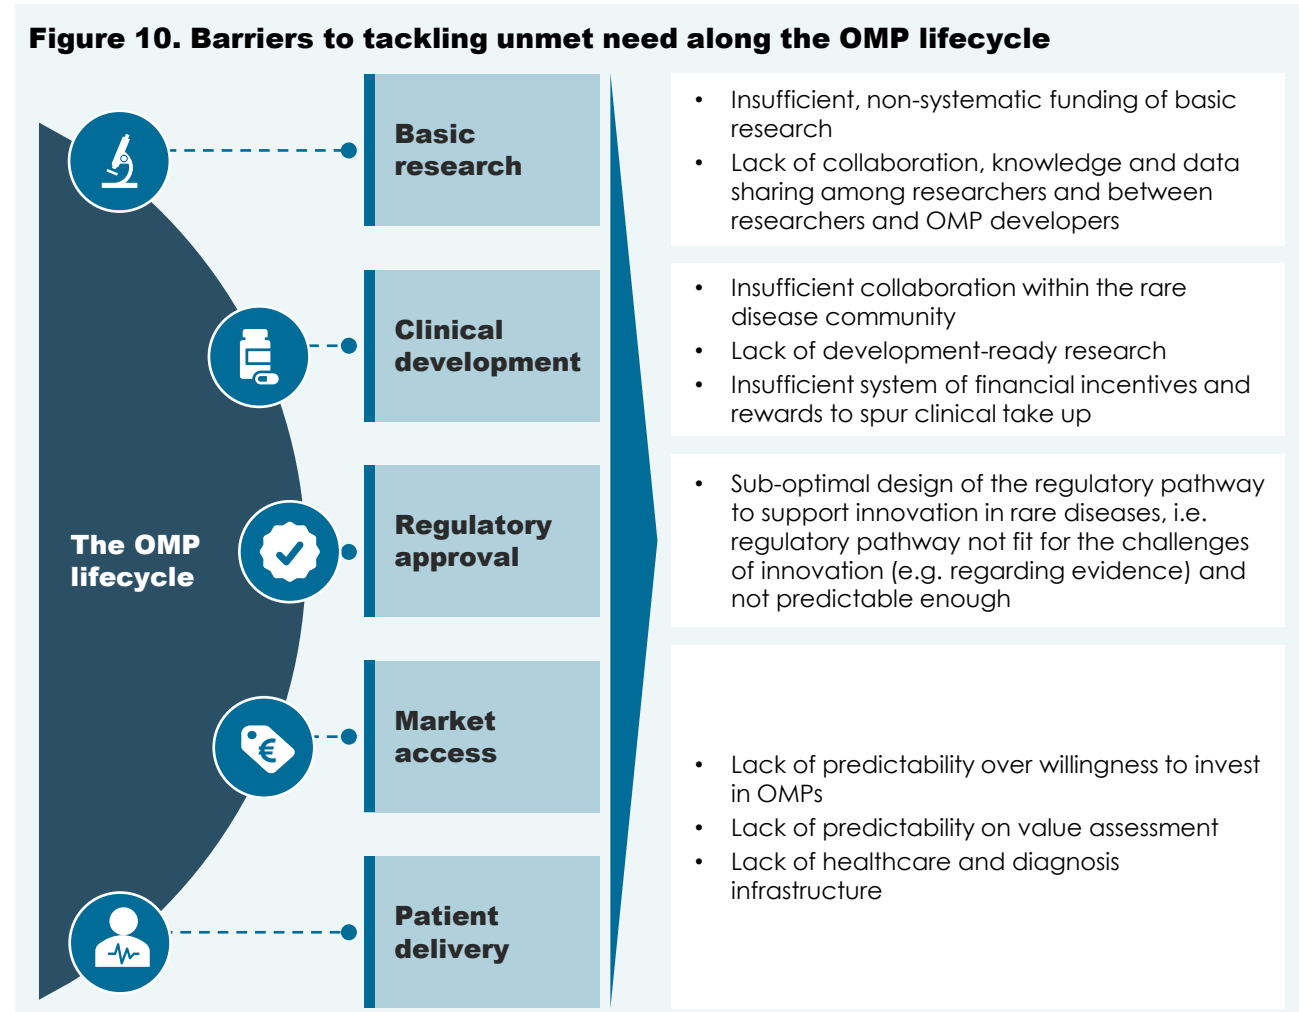 Figure 10. Barriers to tackling unmet need along the OMP lifecycle
The OMP
lifecycle
Basic
research
• Insufficient, non-systematic funding of basic
research
• Lack of collaboration, knowledge and data
sharing among researchers and between
researchers and OMP developers
Clinical
development
• Insufficient collaboration within the rare
disease community
• Lack of development-ready research
• Insufficient system of financial incentives and
rewards to spur clinical take up
Regulatory
approval
• Sub-optimal design of the regulatory pathway
to support innovation in rare diseases, i.e.
regulatory pathway not fit for the challenges
of innovation (e.g. regarding evidence) and
not predictable enough
Market
access
€
Patient
delivery
• Lack of predictability over willingness to invest
in OMPs
• Lack of predictability on value assessment
• Lack of healthcare and diagnosis
infrastructure